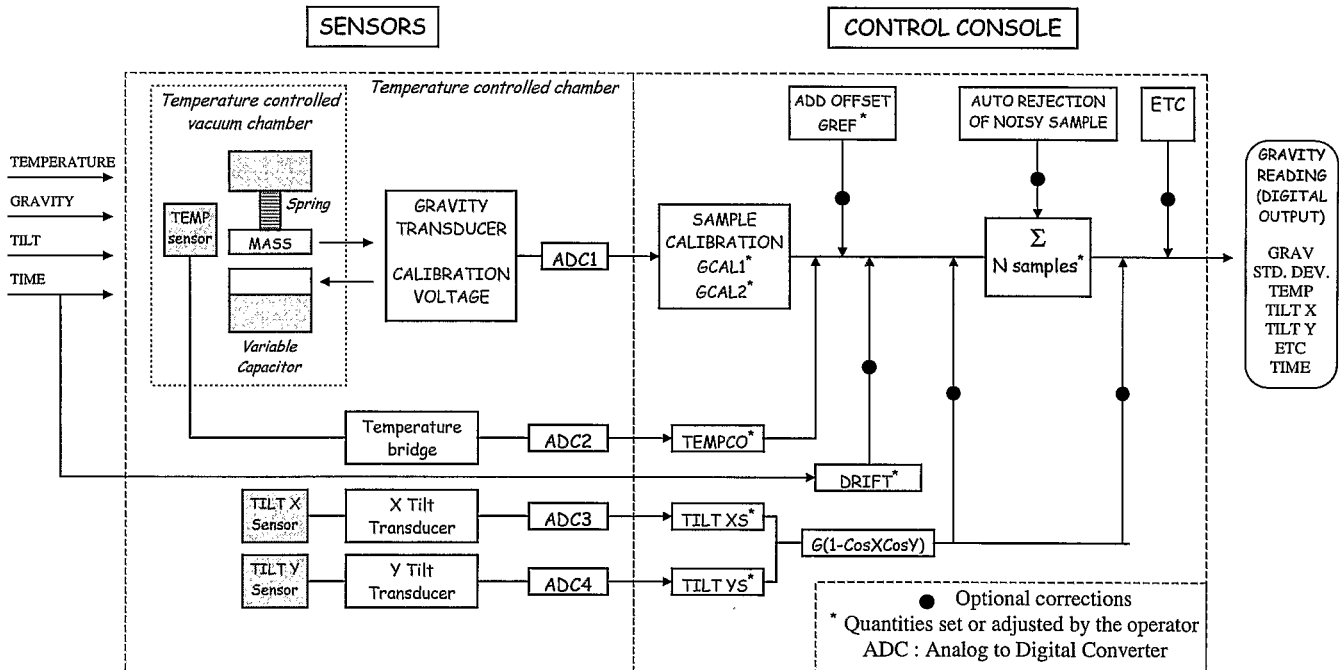 SENSORS
CONTROL CONSOLE
Temperature controlled chamber
Temperature controlled
vacuum chamber
TEMPERATURE
GRAVITY
TILT
TIME
TEMP
sensor
Spring
MASS
Variable
Capacitor
GRAVITY
TRANSDUCER
CALIBRATION
VOLTAGE
ADC1
SAMPLE
CALIBRATION
GCAL1*
GCAL2*
ADD OFFSET
GREF*
AUTO REJECTION
OF NOISY SAMPLE
ETC
Σ
N samples*
GRAVITY
READING
(DIGITAL
OUTPUT)
GRAV
STD. DEV.
TEMP
TILT X
TILT Y
ETC
TIME
Temperature
bridge
ADC2
TEMPCO*
DRIFT*
TILT X
Sensor
X Tilt
Transducer
ADC3
TILT XS*
G(1-CosXCosY)
TILT Y
Sensor
Y Tilt
Transducer
ADC4
TILT YS*
Optional corrections
* Quantities set or adjusted by the operator
ADC : Analog to Digital Converter